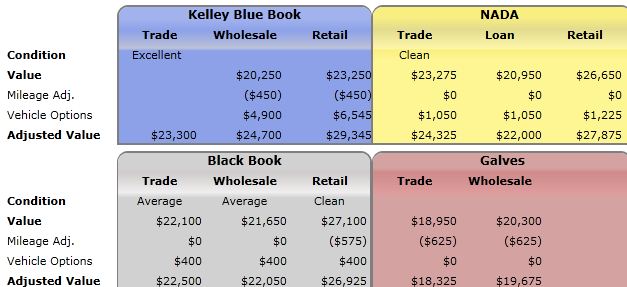 Kelley Blue Book NADA
Trade Wholesale Retail Trade Loan Retail
Condition Excellent Clean
Value $20,250 $23,250 $23,275 $20,950 $26,650
Mileage Adj. ($450) ($450) $0 $0 $0
Vehicle Options $4,900 $6,545 $1,050 $1,050 $1,225
Adjusted Value $23,300 $24,700 $29,345 $24,325 $22,000 $27,875
Black Book Galves
Trade Wholesale Retail Trade Wholesale
Condition Average Average Clean
Value $22,100 $21,650 $27,100 $18,950 $20,300
Mileage Adj. $0 $0 ($575) ($625) ($625)
Vehicle Options $400 $400 $400 $0 $0
Adjusted Value $22,500 $22,050 $26,925 $18,325 $19,675